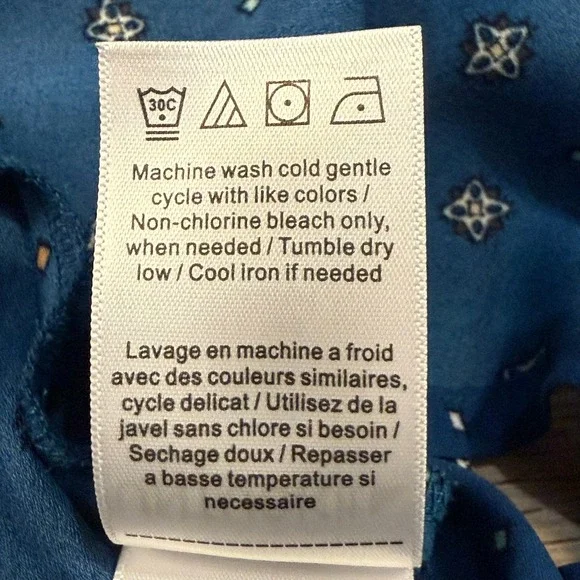 30C
Machine wash cold gentle
cycle with like colors /
Non-chlorine bleach only,
when needed / Tumble dry
low / Cool iron if needed
Lavage en machine a froid
avec des couleurs similaires,
cycle delicat / Utilisez de la
javel sans chlore si besoin /
Sechage doux / Repasser
a basse temperature si
necessaire